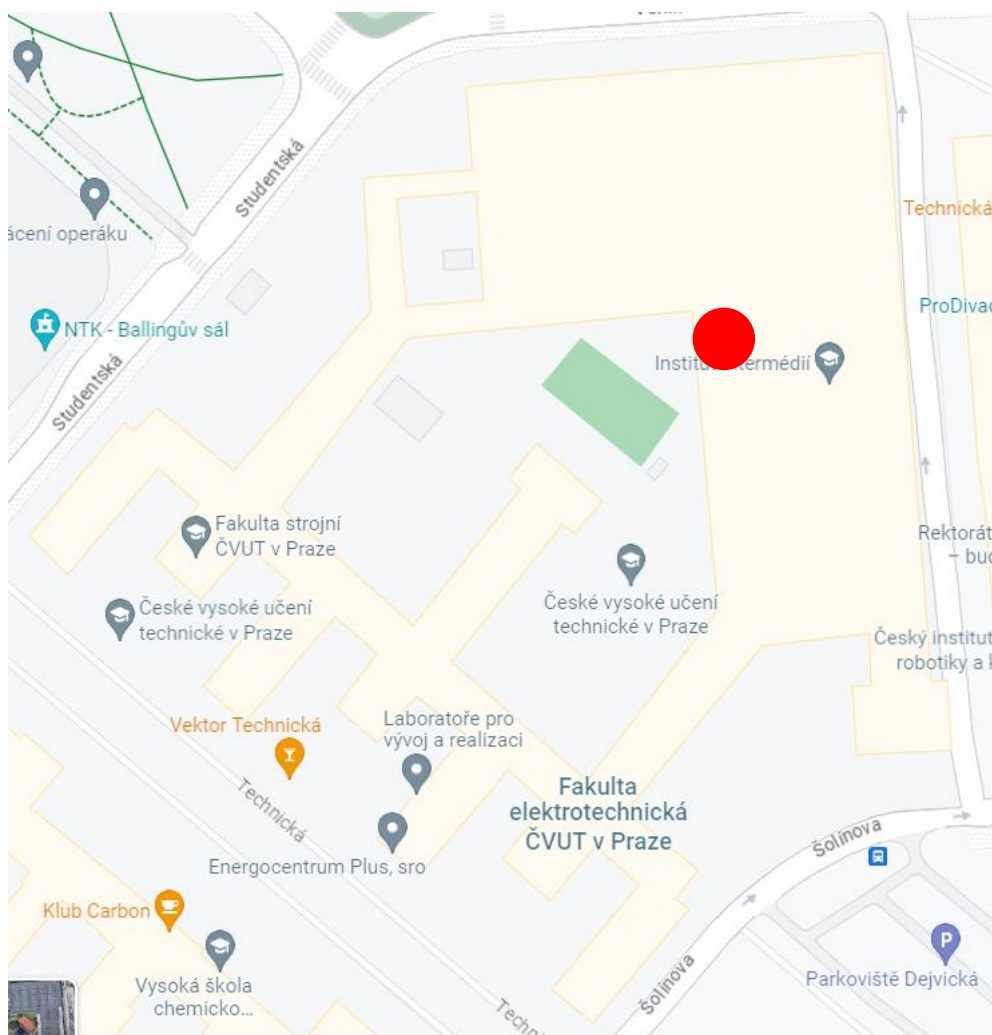 Studentská
Technická
ácení operáku
ProDivad
NTK - Ballingův sál
Studentská
Fakulta strojní
ČVUT v Praze
Rektorát
– bud
České vysoké učení
technické v Praze
České vysoké učení
technické v Praze
Český institut
robotiky a k
Vektor Technická
Laboratoře pro
vývoj a realizaci
Technická
Fakulta
elektrotechnická
ČVUT v Praze
Šolínova
Energocentrum Plus, sro
Klub Carbon
P
Vysoká škola
chemicko...
Parkoviště Dejvická
Šolínova
Techn